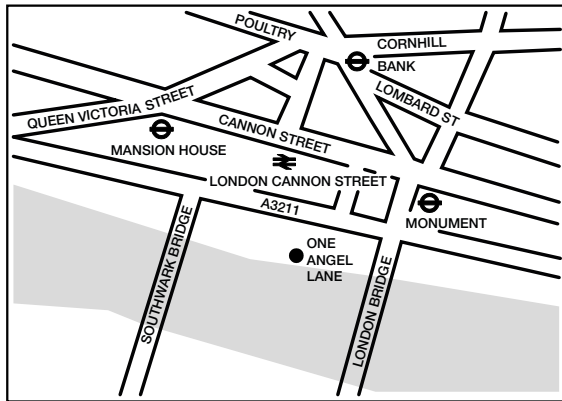 POULTRY
CORNHILL
BANK
LOMBARD ST
QUEEN VICTORIA STREET
CANNON STREET
MANSION HOUSE
LONDON CANNON STREET
A3211
MONUMENT
SOUTHWARK BRIDGE
ONE
ANGEL
LANE
LONDON BRIDGE